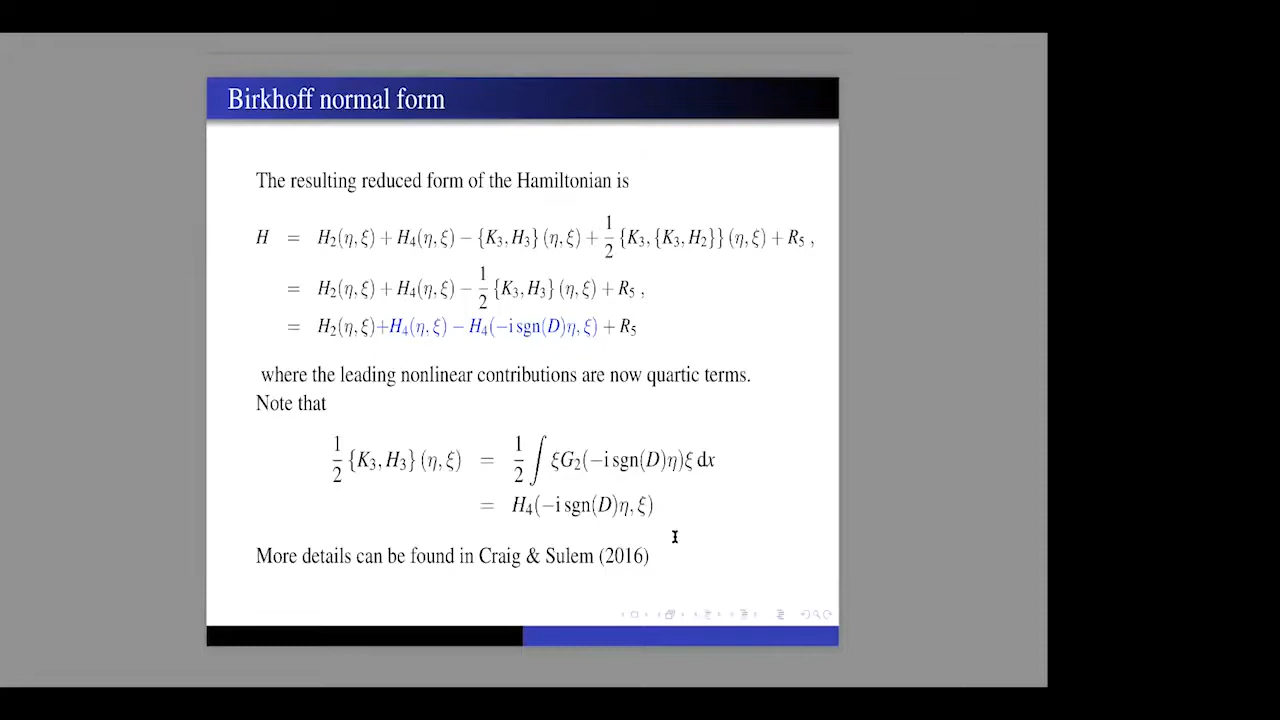 Birkhoff normal form
The resulting reduced form of the Hamiltonian is
H = H₂(η, ξ) + H₄(η, ξ) − {K₃, H₃} (η, ξ) + 1/2 {K₃, {K₃, H₂}} (η, ξ) + R₅ ,
= H₂(η, ξ) + H₄(η, ξ) − 1/2 {K₃, H₃} (η, ξ) + R₅ ,
= H₂(η, ξ)+H₄(η, ξ) − H₄(−i sgn(D)η, ξ) + R₅
where the leading nonlinear contributions are now quartic terms.
Note that
1/2 {K₃, H₃} (η, ξ) = 1/2 ∫ ξG₂(−i sgn(D)η)ξ dx
= H₄(−i sgn(D)η, ξ)
More details can be found in Craig & Sulem (2016)